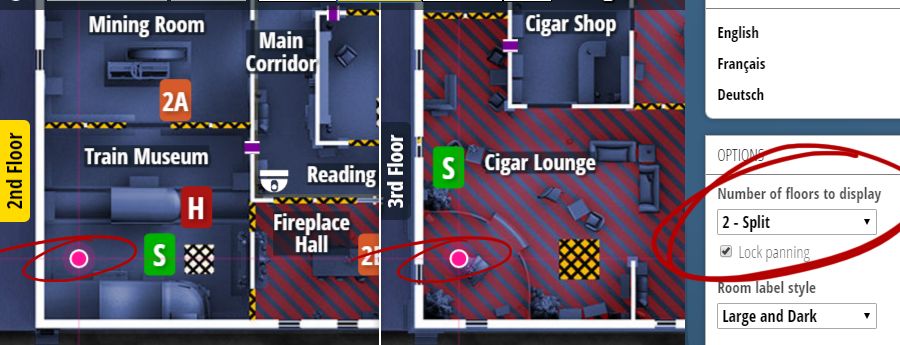 Mining Room
2A
Main
Corridor
2nd Floor
Train Museum
Reading
H
Fireplace
Hall
S
Cigar Shop
3rd Floor
S
Cigar Lounge
English
Français
Deutsch
OPTIONS
Number of floors to display
2 - Split
Lock panning
Room label style
Large and Dark